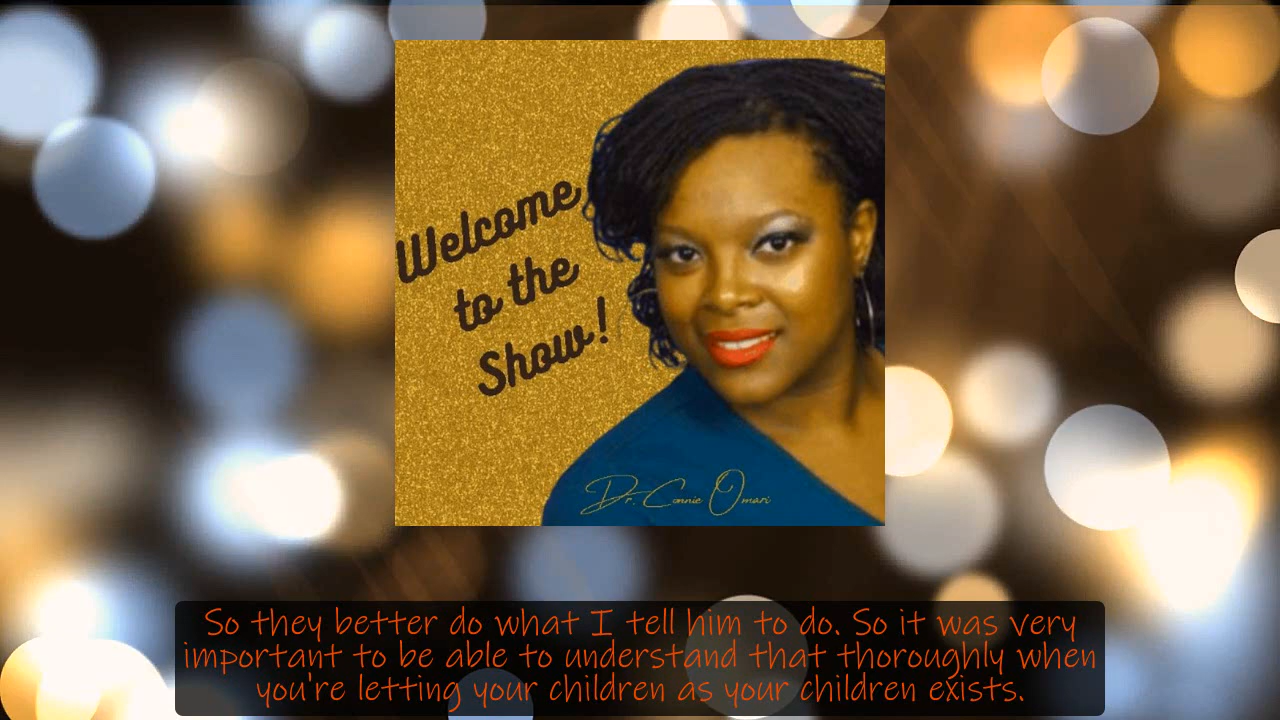 Welcome
to the
Show!
Dr. Connie Omari
So they better do what I tell him to do. So it was very
important to be able to understand that thoroughly when
you're letting your children as your children exists.